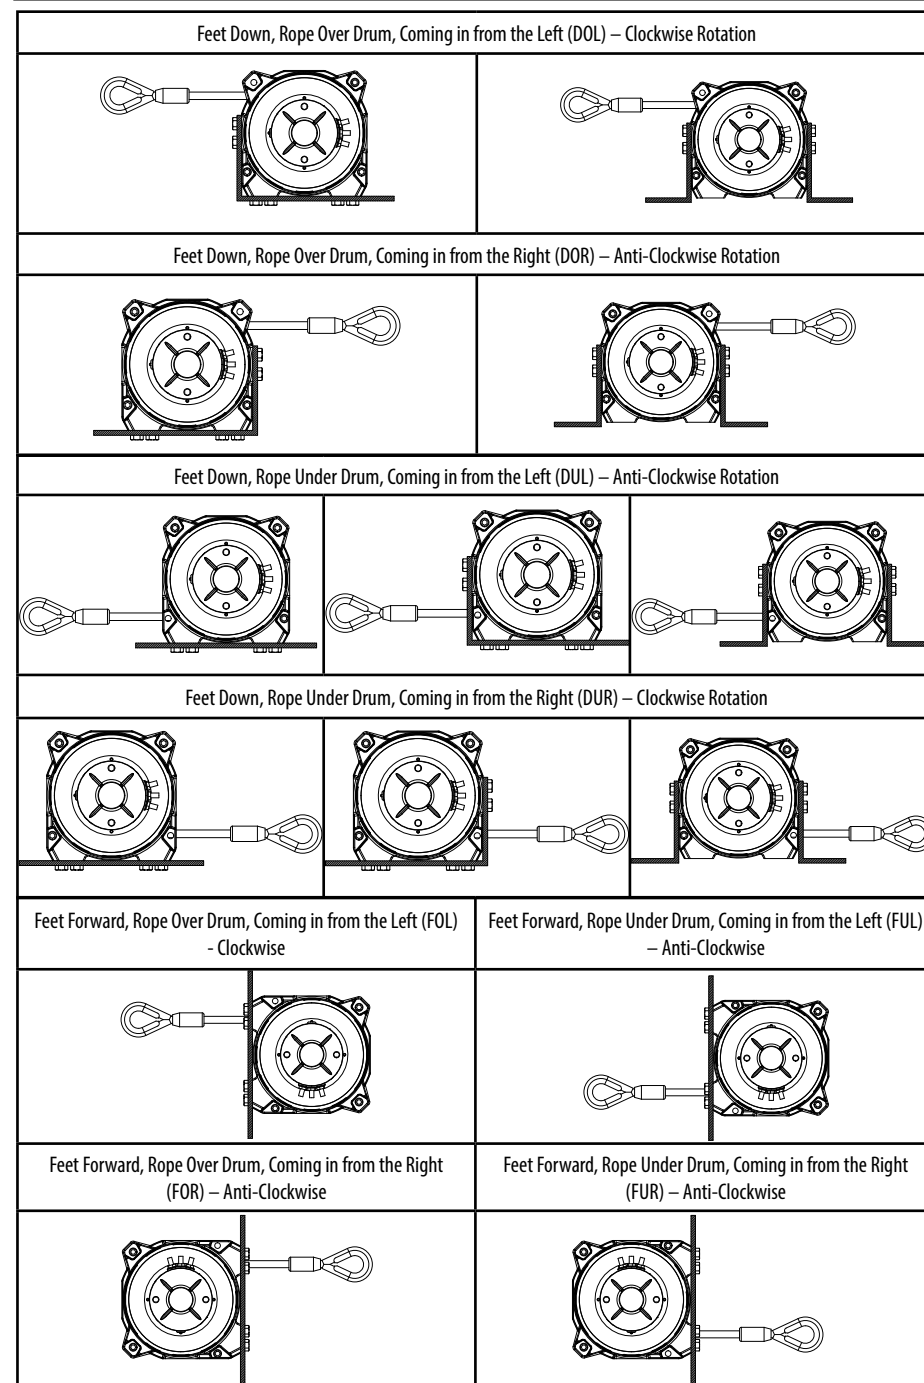 Feet Down, Rope Over Drum, Coming in from the Left (DOL) – Clockwise Rotation
Feet Down, Rope Over Drum, Coming in from the Right (DOR) – Anti-Clockwise Rotation
Feet Down, Rope Under Drum, Coming in from the Left (DUL) – Anti-Clockwise Rotation
Feet Down, Rope Under Drum, Coming in from the Right (DUR) – Clockwise Rotation
Feet Forward, Rope Over Drum, Coming in from the Left (FOL)
- Clockwise
Feet Forward, Rope Under Drum, Coming in from the Left (FUL)
– Anti-Clockwise
Feet Forward, Rope Over Drum, Coming in from the Right
(FOR) – Anti-Clockwise
Feet Forward, Rope Under Drum, Coming in from the Right
(FUR) – Anti-Clockwise